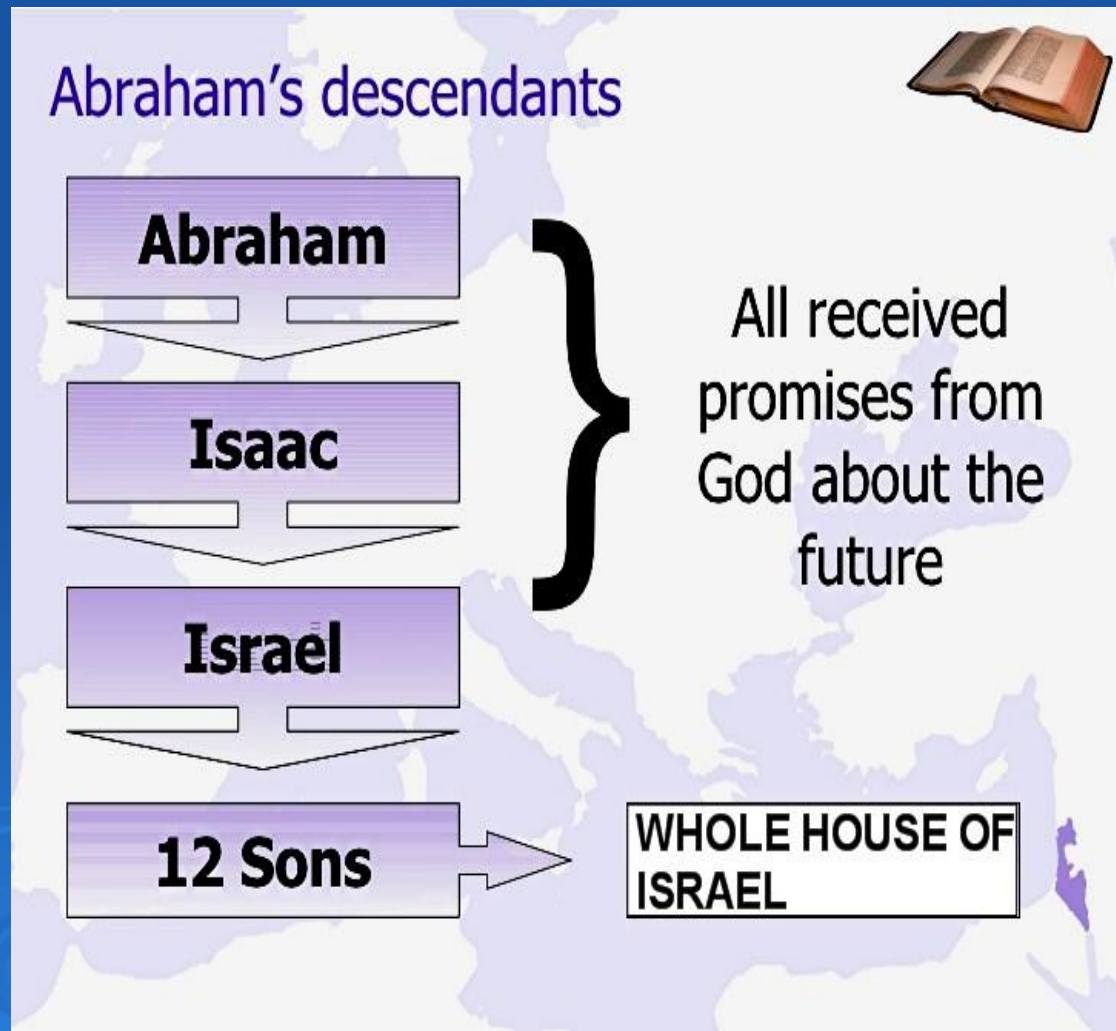 Abraham's descendants
Abraham
Isaac
Israel
12 Sons
All received
promises from
God about the
future
WHOLE HOUSE OF
ISRAEL